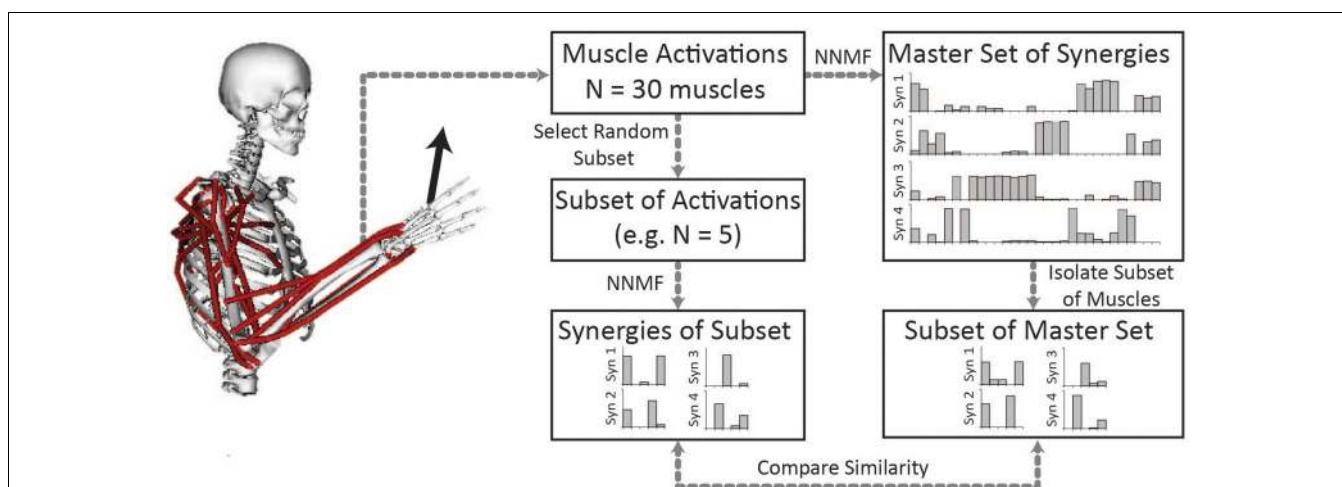 Muscle Activations
N = 30 muscles
NNMF
Master Set of Synergies
Syn 1
Syn 2
Syn 3
Syn 4
Select Random
Subset
Subset of Activations
(e.g. N = 5)
NNMF
Isolate Subset
of Muscles
Synergies of Subset
Syn 1
Syn 3
Syn 2
Syn 4
Subset of Master Set
Syn 1
Syn 3
Syn 2
Syn 4
Compare Similarity